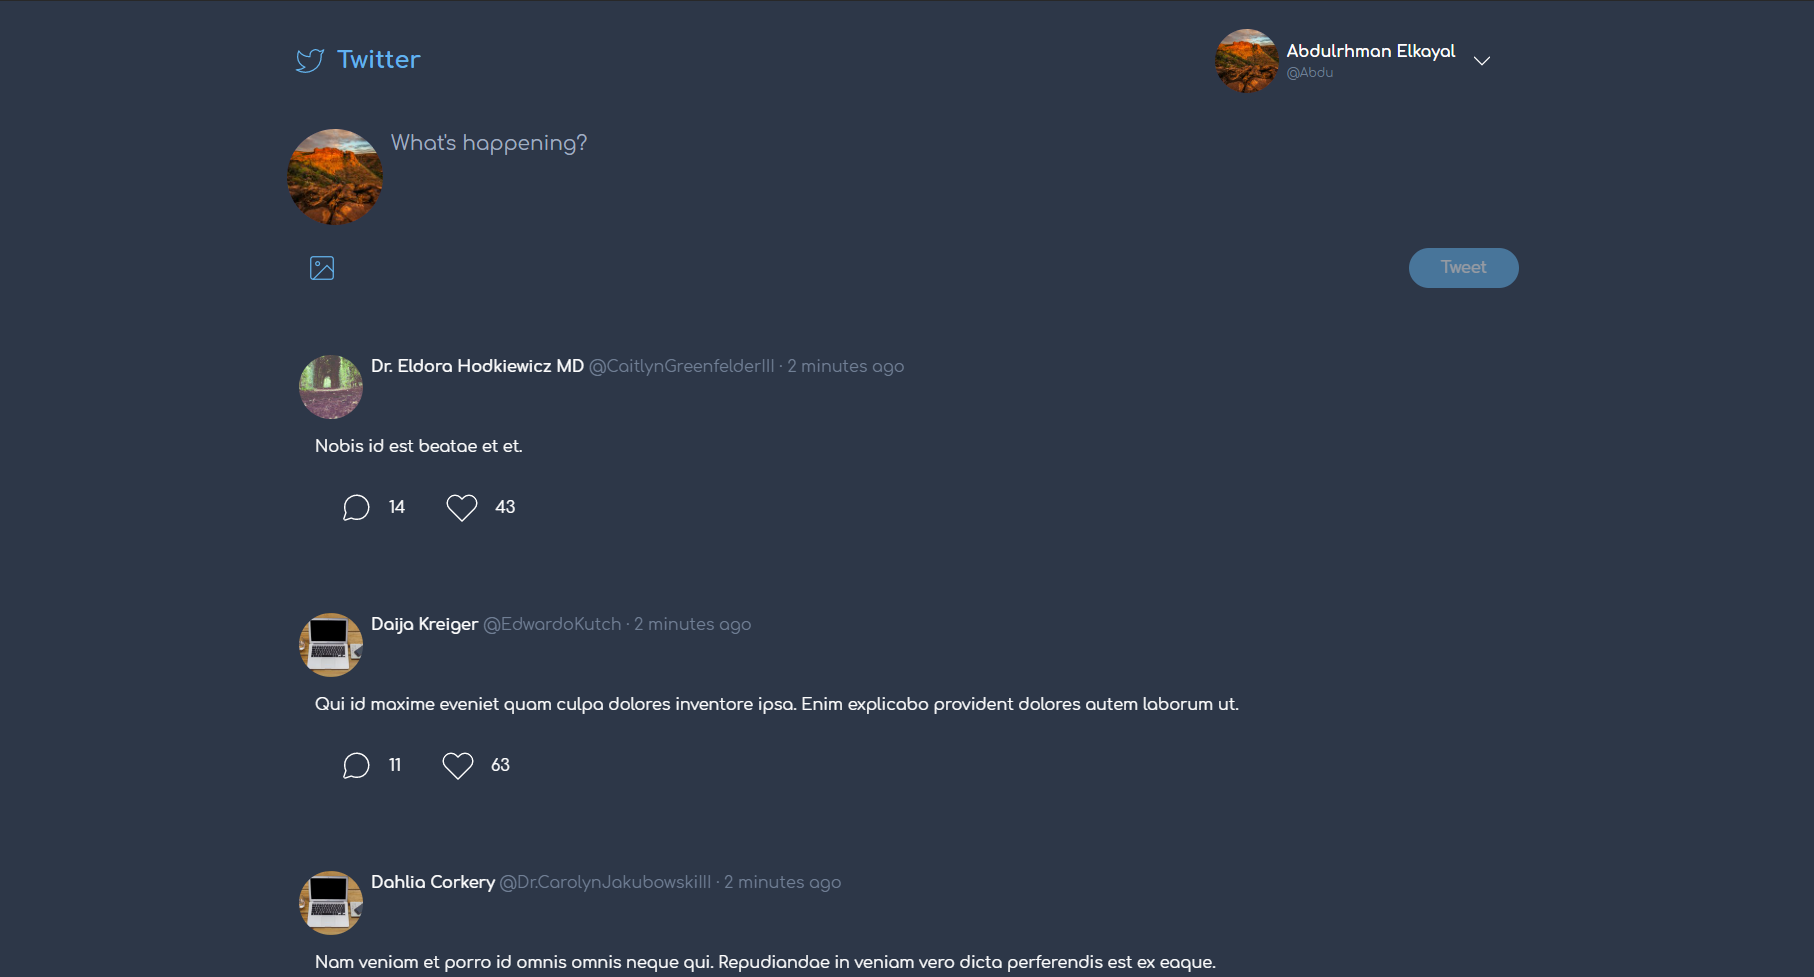 Twitter
Abdulrhman Elkayal
@Abdu
What's happening?
Tweet
Dr. Eldora Hodkiewicz MD @CaitlynGreenfelderIII · 2 minutes ago
Nobis id est beatae et et.
14 43
Daija Kreiger @EdwardoKutch · 2 minutes ago
Qui id maxime eveniet quam culpa dolores inventore ipsa. Enim explicabo provident dolores autem laborum ut.
11 63
Dahlia Corkery @Dr.CarolynJakubowskiIII · 2 minutes ago
Nam veniam et porro id omnis omnis neque qui. Repudiandae in veniam vero dicta perferendis est ex eaque.